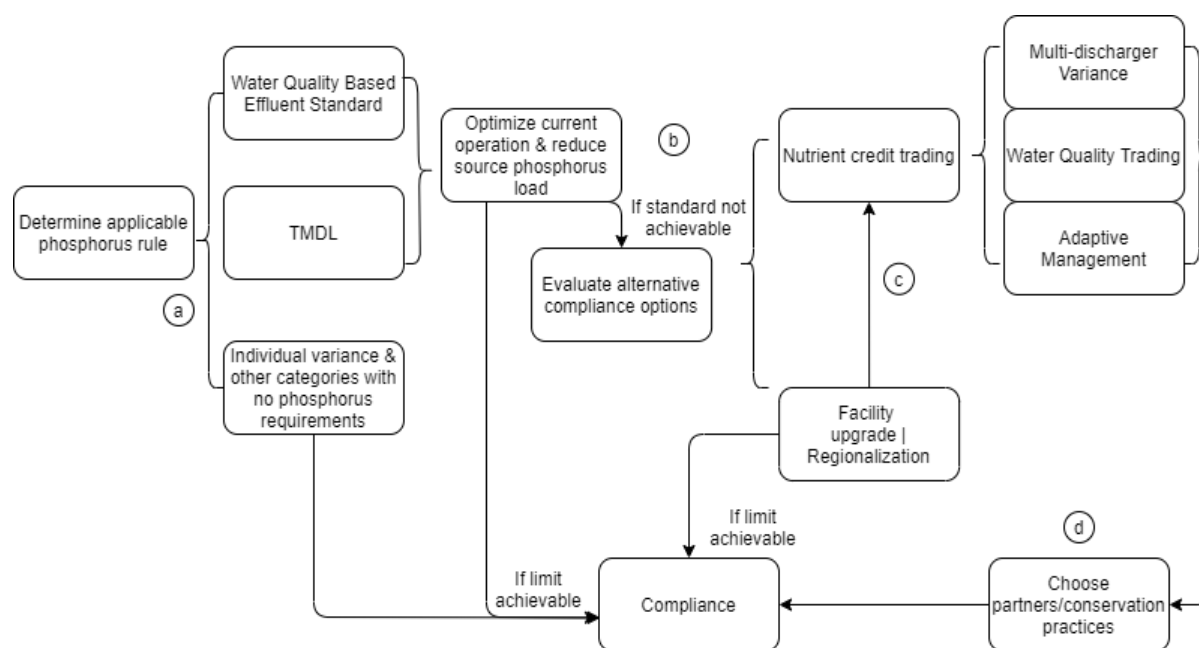 Determine applicable
phosphorus rule
a
Water Quality Based
Effluent Standard
TMDL
Individual variance &
other categories with
no phosphorus
requirements
Optimize current
operation & reduce
source phosphorus
load
b
If standard not
achievable
Evaluate alternative
compliance options
Nutrient credit trading
c
Facility
upgrade |
Regionalization
Multi-discharger
Variance
Water Quality Trading
Adaptive
Management
d
Choose
partners/conservation
practices
If limit
achievable
If limit
achievable
Compliance